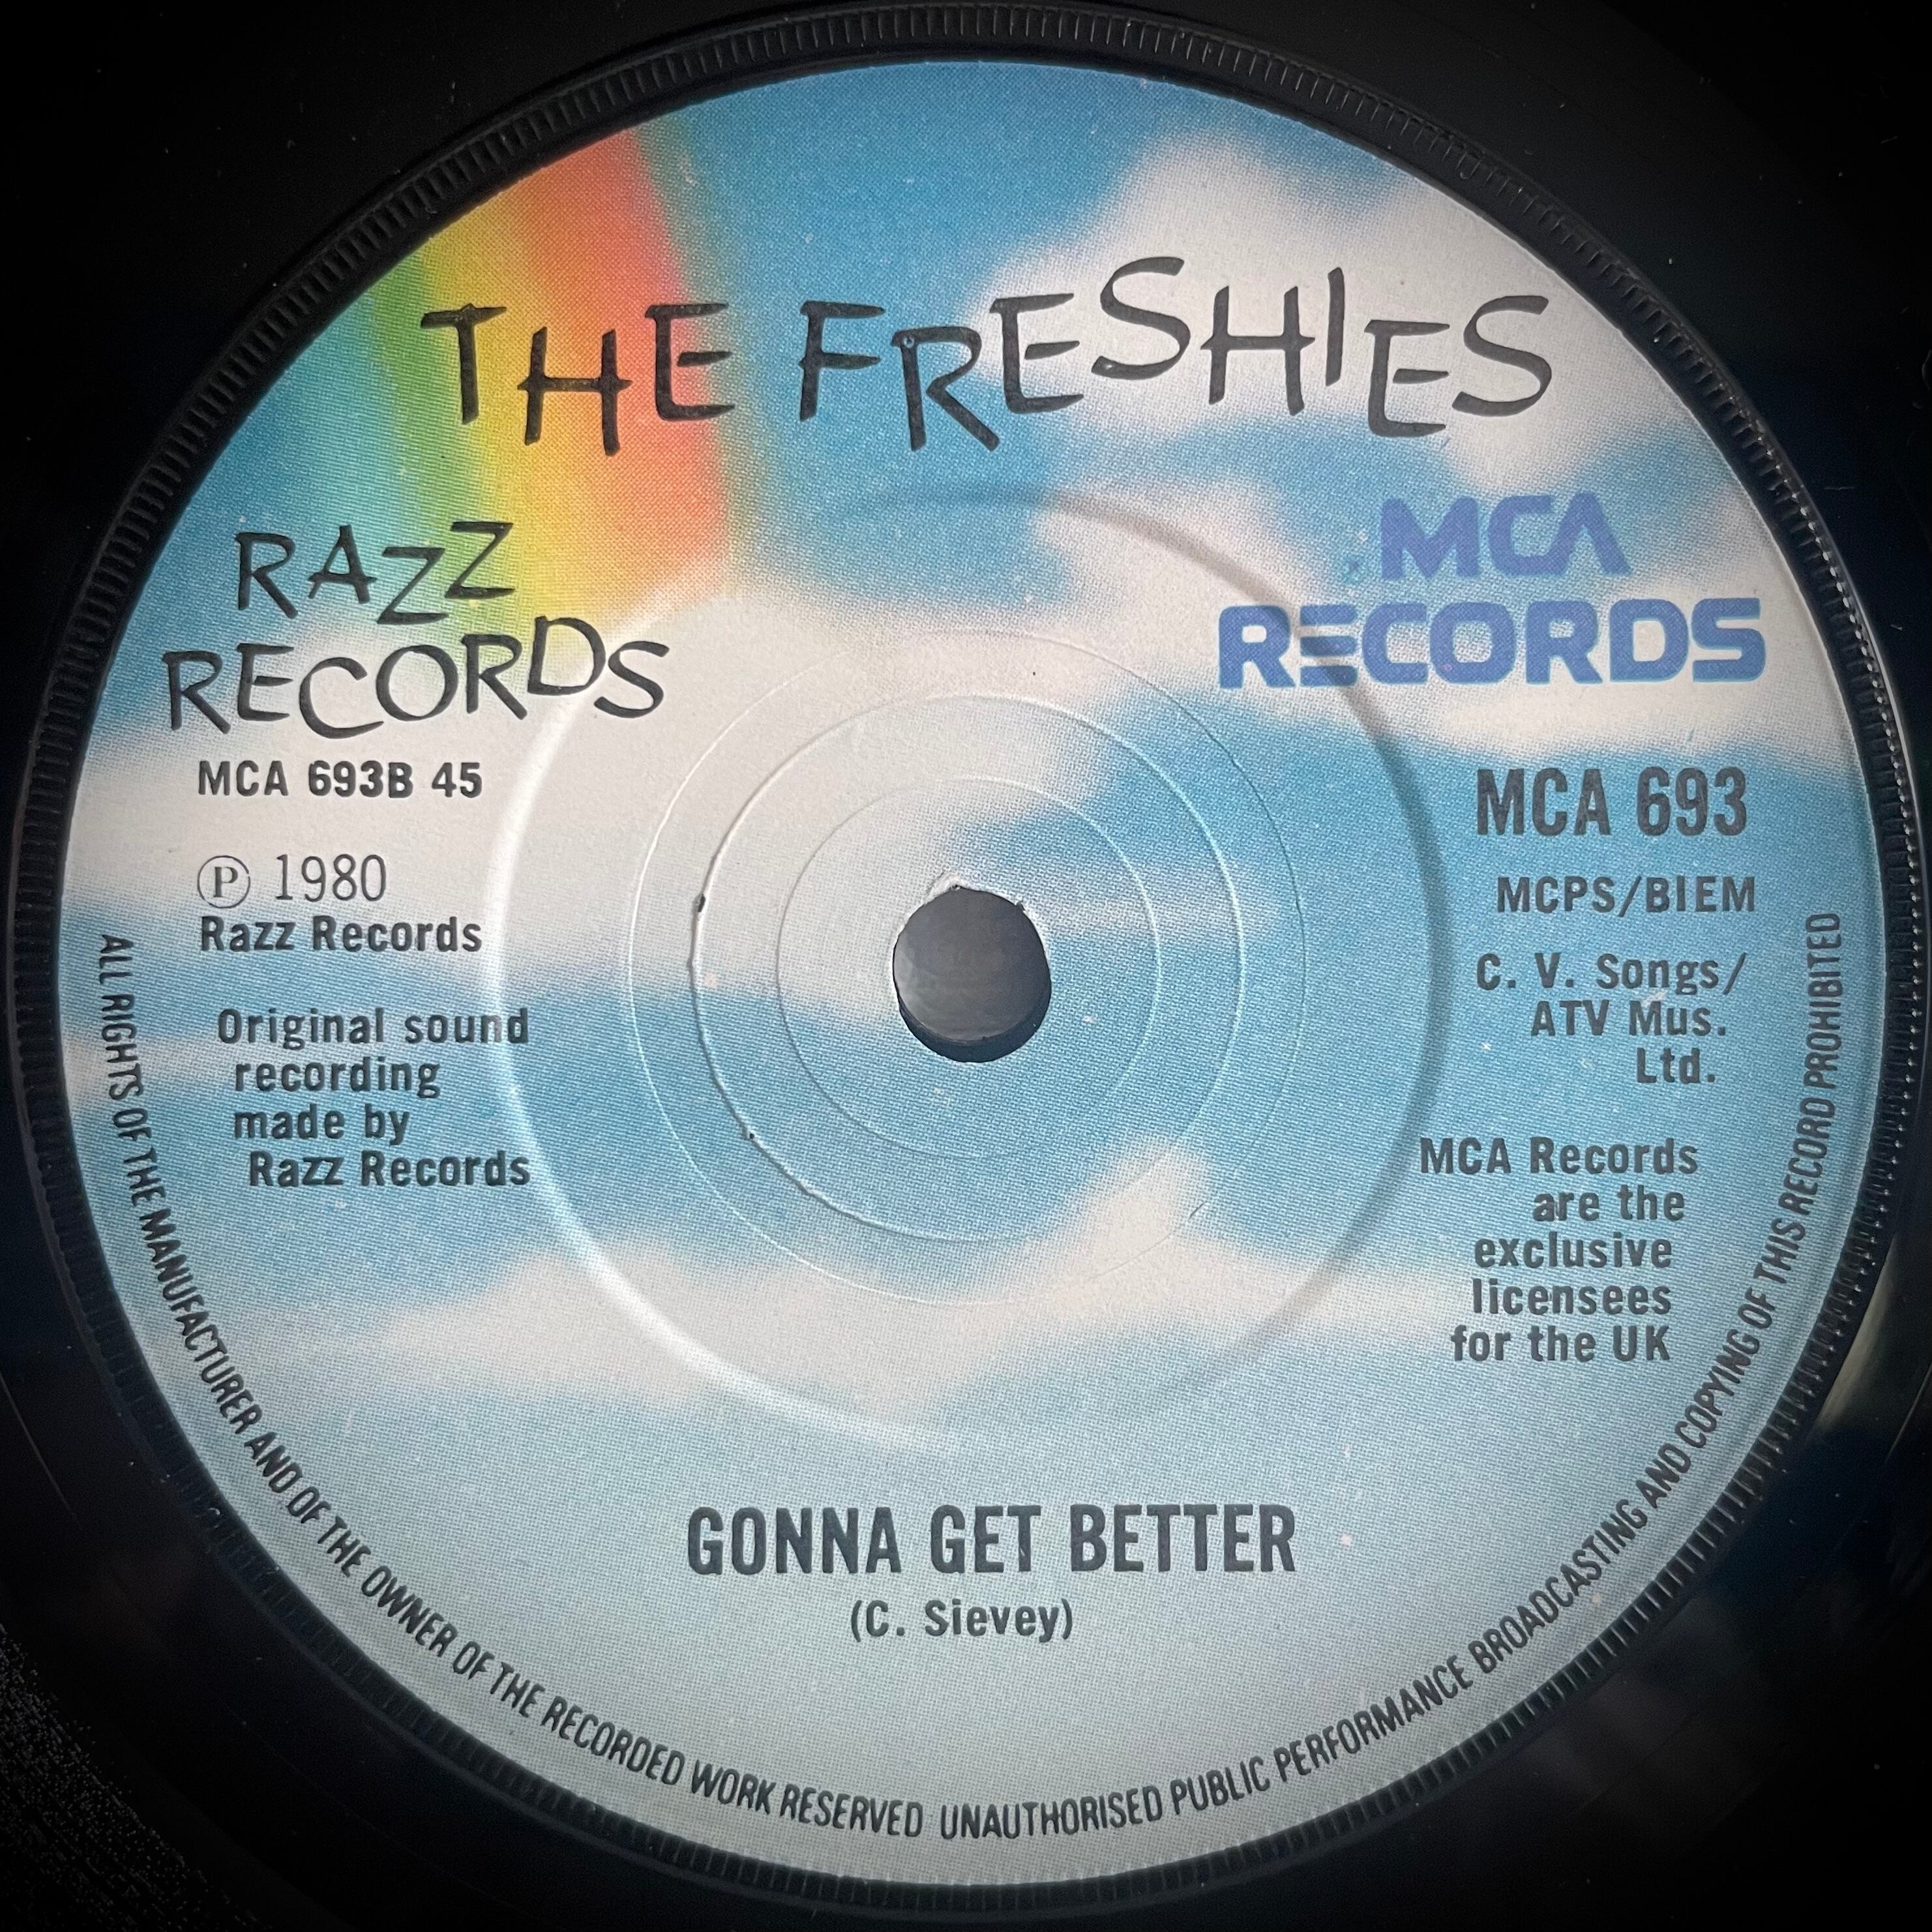 THE FRESHIES
RAZZ
RECORDS
MCA
RECORDS
MCA 693B 45
Ⓟ 1980
Razz Records
Original sound
recording
made by
Razz Records
MCA 693
MCPS/BIEM
C. V. Songs/
ATV Mus.
Ltd.
MCA Records
are the
exclusive
licensees
for the UK
GONNA GET BETTER
(C. Sievey)
ALL RIGHTS OF THE MANUFACTURER AND OF THE OWNER OF THE RECORDED WORK RESERVED UNAUTHORISED PUBLIC PERFORMANCE BROADCASTING AND COPYING OF THIS RECORD PROHIBITED